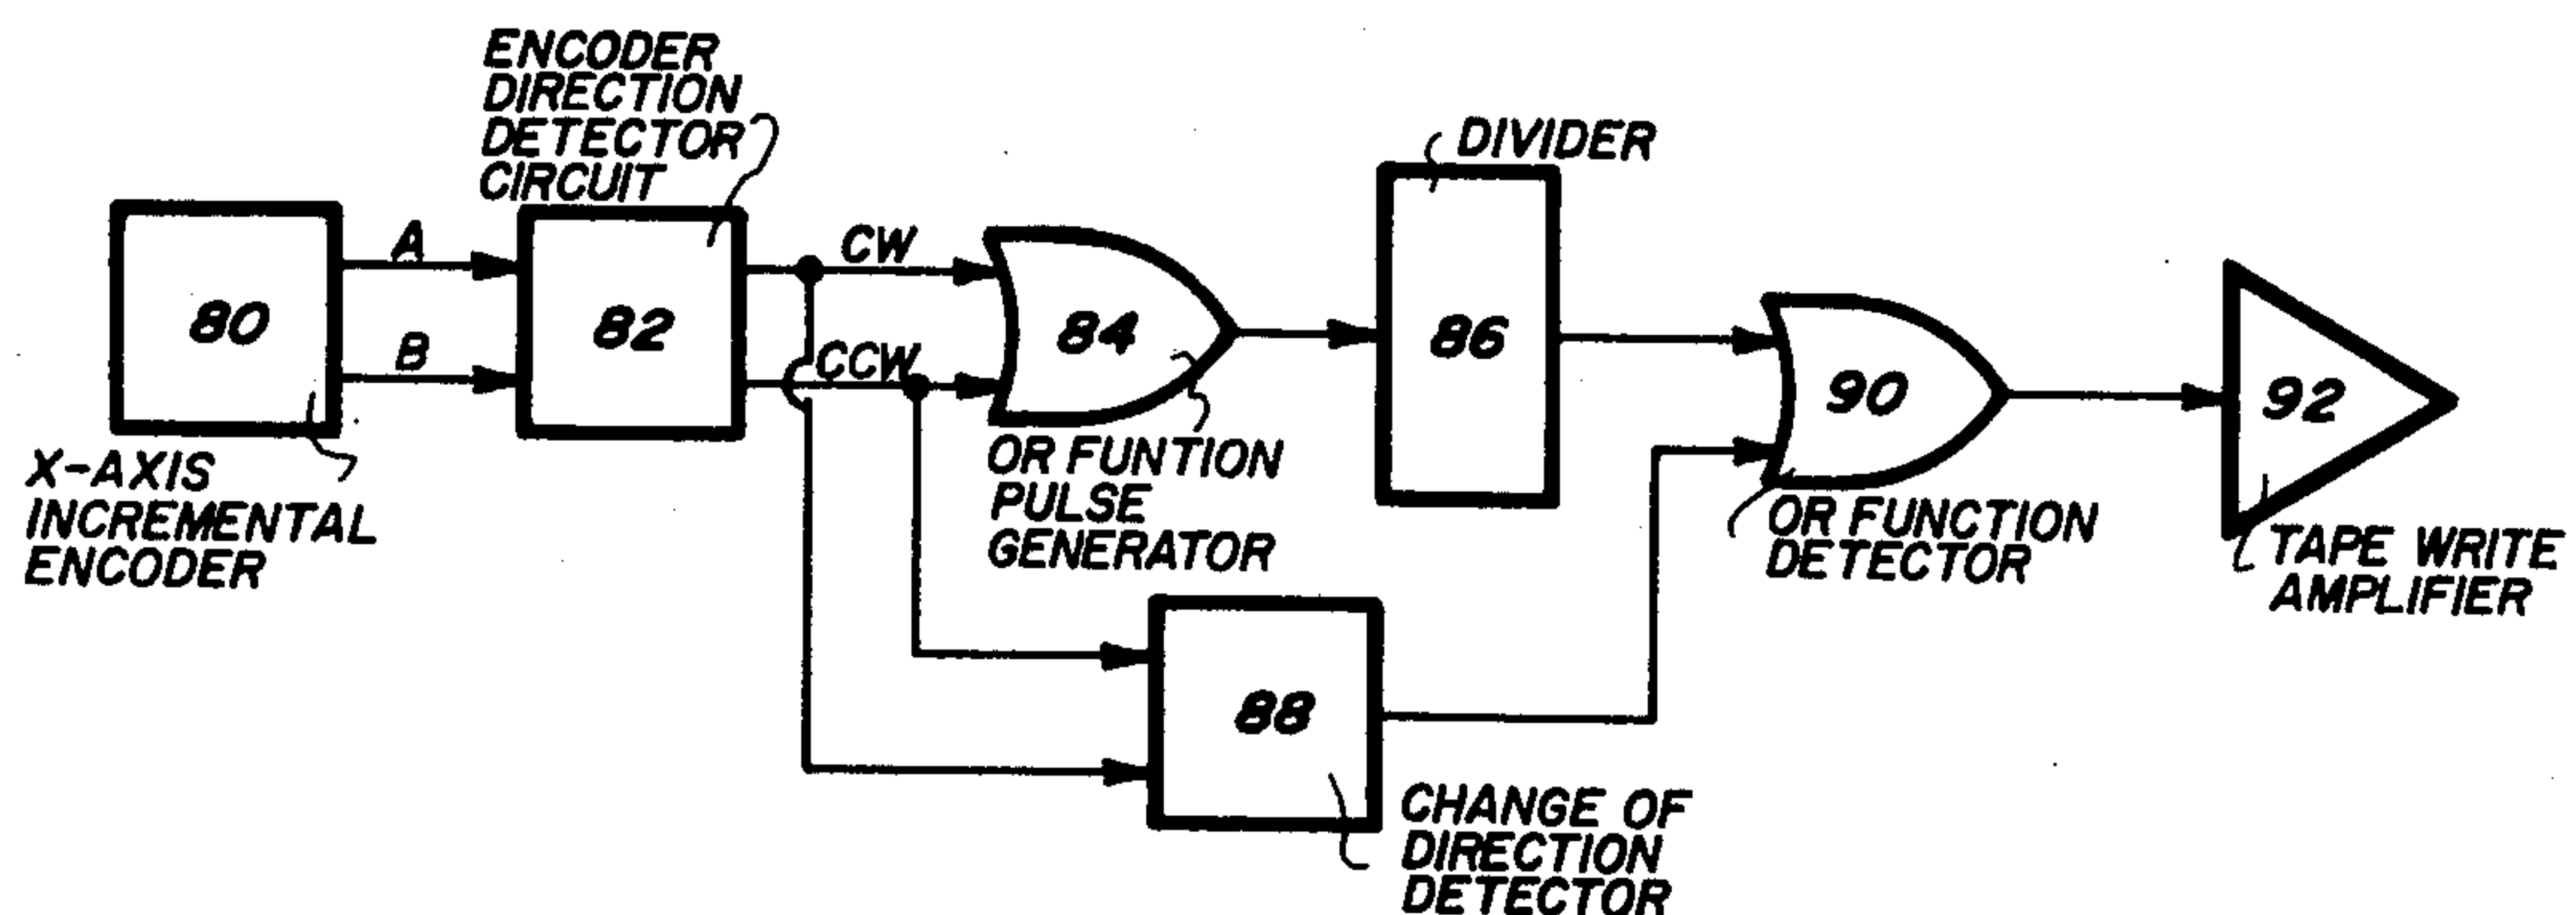 ENCODER
DIRECTION
DETECTOR
CIRCUIT
DIVIDER
A
CW
80
82
84
86
B
CCW
90
92
X-AXIS
INCREMENTAL
ENCODER
OR FUNTION
PULSE
GENERATOR
OR FUNCTION
DETECTOR
TAPE WRITE
AMPLIFIER
88
CHANGE OF
DIRECTION
DETECTOR